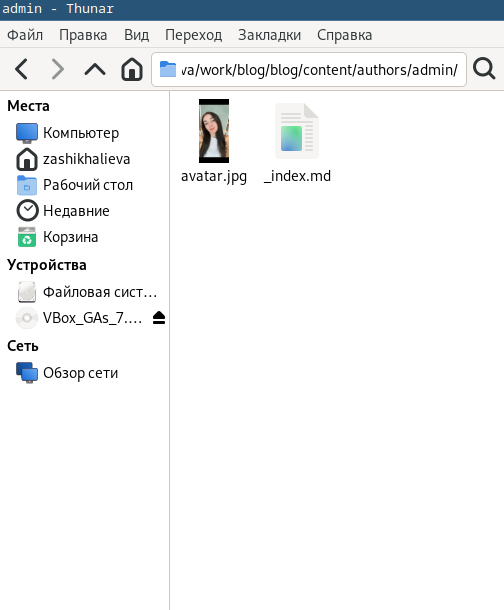 admin - Thunar
Файл Правка Вид Переход Закладки Справка
va/work/blog/blog/content/authors/admin/
Места
Компьютер
zashikhalieva
Рабочий стол
Недавние
Корзина
Устройства
Файловая сист…
VBox_GAs_7.…
Сеть
Обзор сети
avatar.jpg _index.md